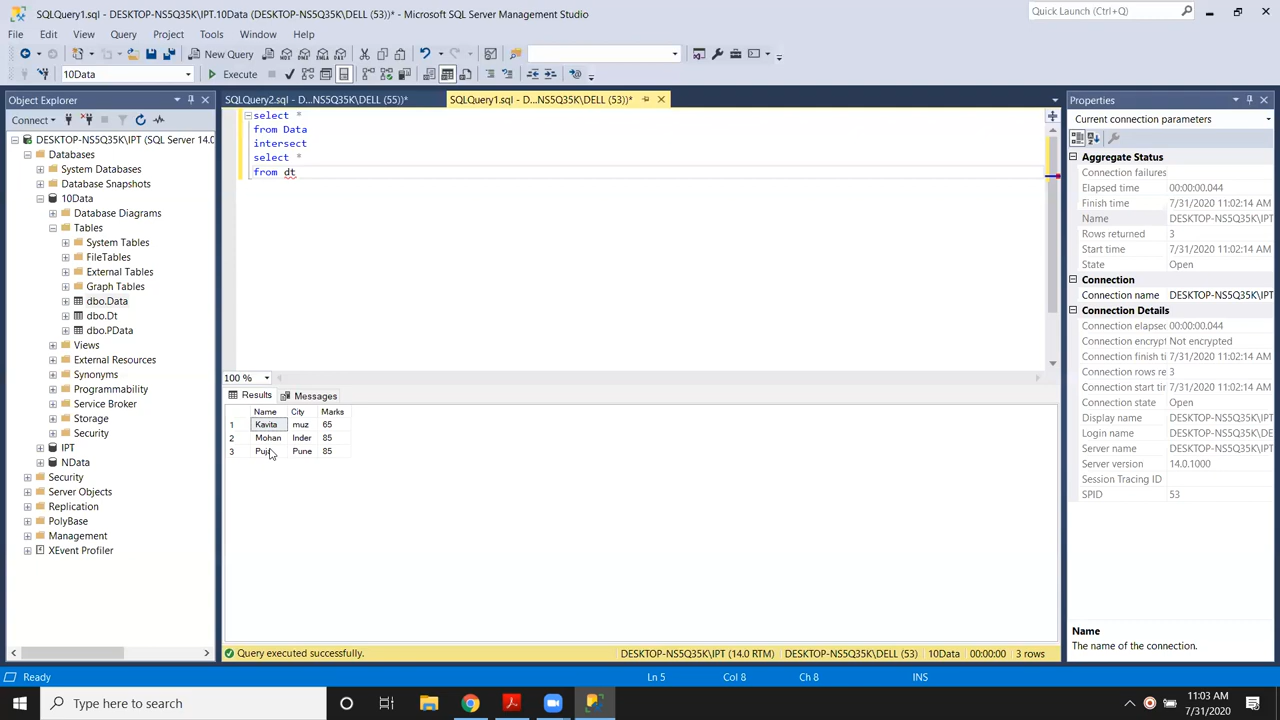 SQLQuery1.sql - DESKTOP-NS5Q35K\IPT.10Data (DESKTOP-NS5Q35K\DELL (53))* - Microsoft SQL Server Management Studio
Quick Launch (Ctrl+Q)
File Edit View Query Project Tools Window Help
New Query
10Data
Execute
Object Explorer
SQLQuery2.sql - D...NS5Q35K\DELL (55))*
SQLQuery1.sql - D...NS5Q35K\DELL (53))*
Properties
Connect
DESKTOP-NS5Q35K\IPT (SQL Server 14.0
Databases
System Databases
Database Snapshots
10Data
Database Diagrams
Tables
System Tables
FileTables
External Tables
Graph Tables
dbo.Data
dbo.Dt
dbo.PData
Views
External Resources
Synonyms
Programmability
Service Broker
Storage
Security
IPT
NData
Security
Server Objects
Replication
PolyBase
Management
XEvent Profiler
select *
from Data
intersect
select *
from dt
100 %
Results Messages
Name City Marks
1 Kavita muz 65
2 Mohan Inder 85
3 Puja Pune 85
Query executed successfully.
DESKTOP-NS5Q35K\IPT (14.0 RTM) DESKTOP-NS5Q35K\DELL (53) 10Data 00:00:00 3 rows
Current connection parameters
Aggregate Status
Connection failures
Elapsed time 00:00:00.044
Finish time 7/31/2020 11:02:14 AM
Name DESKTOP-NS5Q35K\IPT
Rows returned 3
Start time 7/31/2020 11:02:14 AM
State Open
Connection
Connection name DESKTOP-NS5Q35K\IPT
Connection Details
Connection elapsed 00:00:00.044
Connection encrypt Not encrypted
Connection finish ti 7/31/2020 11:02:14 AM
Connection rows re 3
Connection start tir 7/31/2020 11:02:14 AM
Connection state Open
Display name DESKTOP-NS5Q35K\IPT
Login name DESKTOP-NS5Q35K\DELL
Server name DESKTOP-NS5Q35K\IPT
Server version 14.0.1000
Session Tracing ID
SPID 53
Name
The name of the connection.
Ready Ln 5 Col 8 Ch 8 INS
Type here to search
11:03 AM
7/31/2020